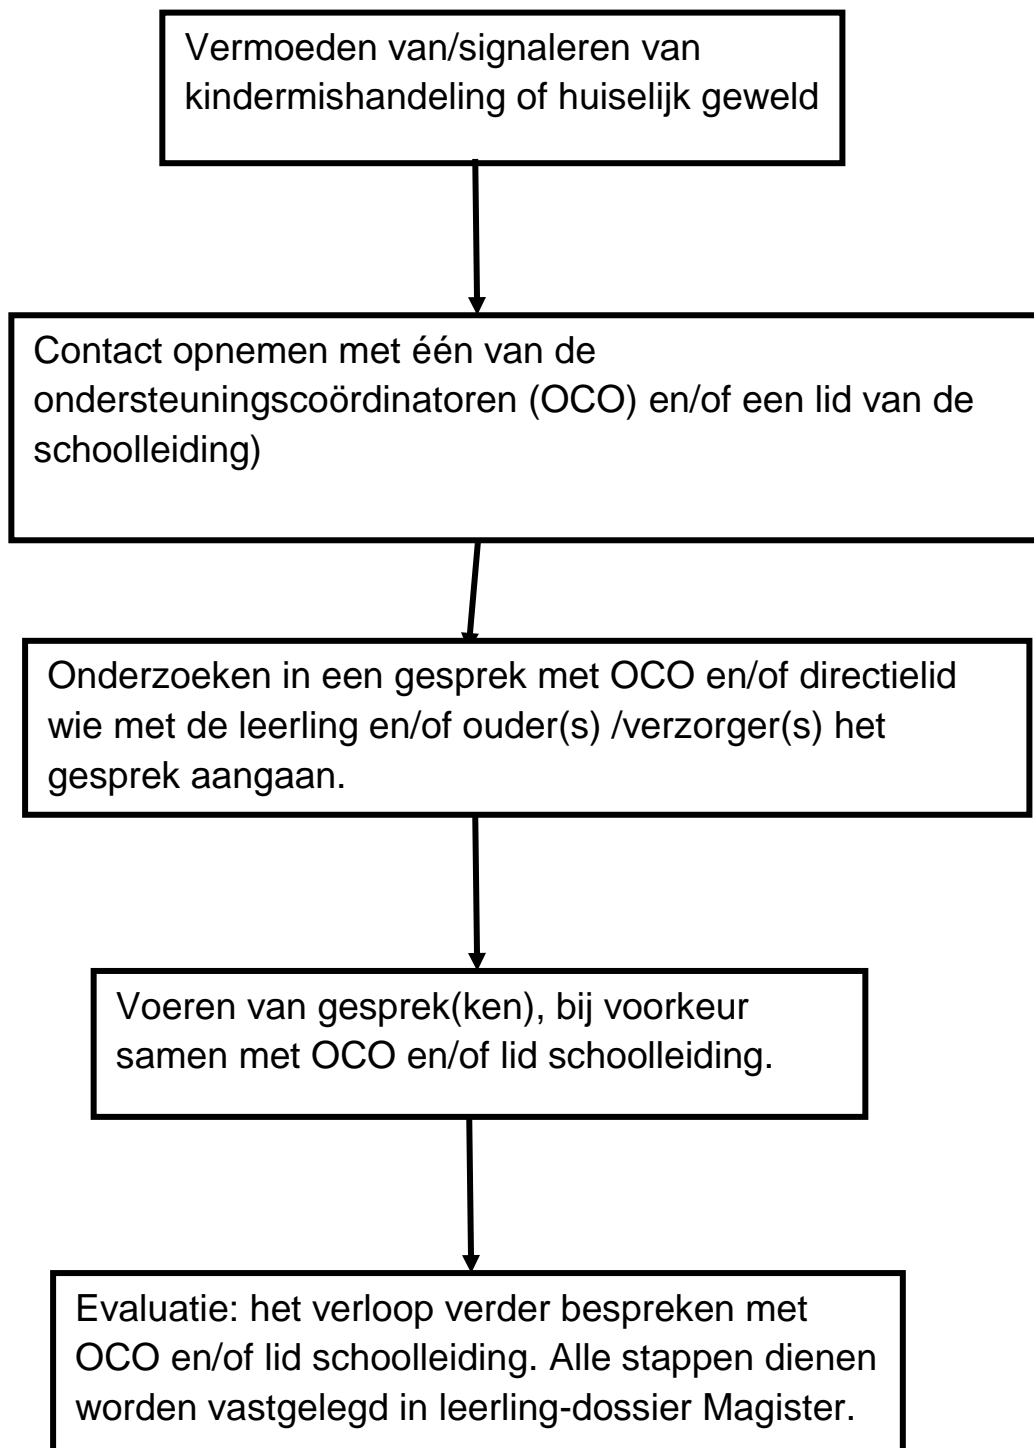 Vermoeden van/signaleren van
kindermishandeling of huiselijk geweld
Contact opnemen met één van de
ondersteuningscoördinatoren (OCO) en/of een lid van de
schoolleiding)
Onderzoeken in een gesprek met OCO en/of directielid
wie met de leerling en/of ouder(s) /verzorger(s) het
gesprek aangaan.
Voeren van gesprek(ken), bij voorkeur
samen met OCO en/of lid schoolleiding.
Evaluatie: het verloop verder bespreken met
OCO en/of lid schoolleiding. Alle stappen dienen
worden vastgelegd in leerling-dossier Magister.